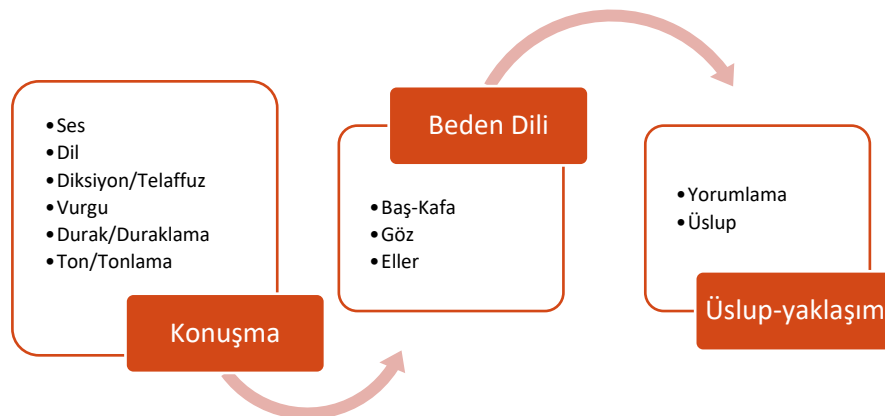 •Ses
•Dil
•Diksiyon/Telaffuz
•Vurgu
•Durak/Duraklama
•Ton/Tonlama
Konuşma
Beden Dili
•Baş-Kafa
•Göz
•Eller
•Yorumlama
•Üslup
Üslup-yaklaşım